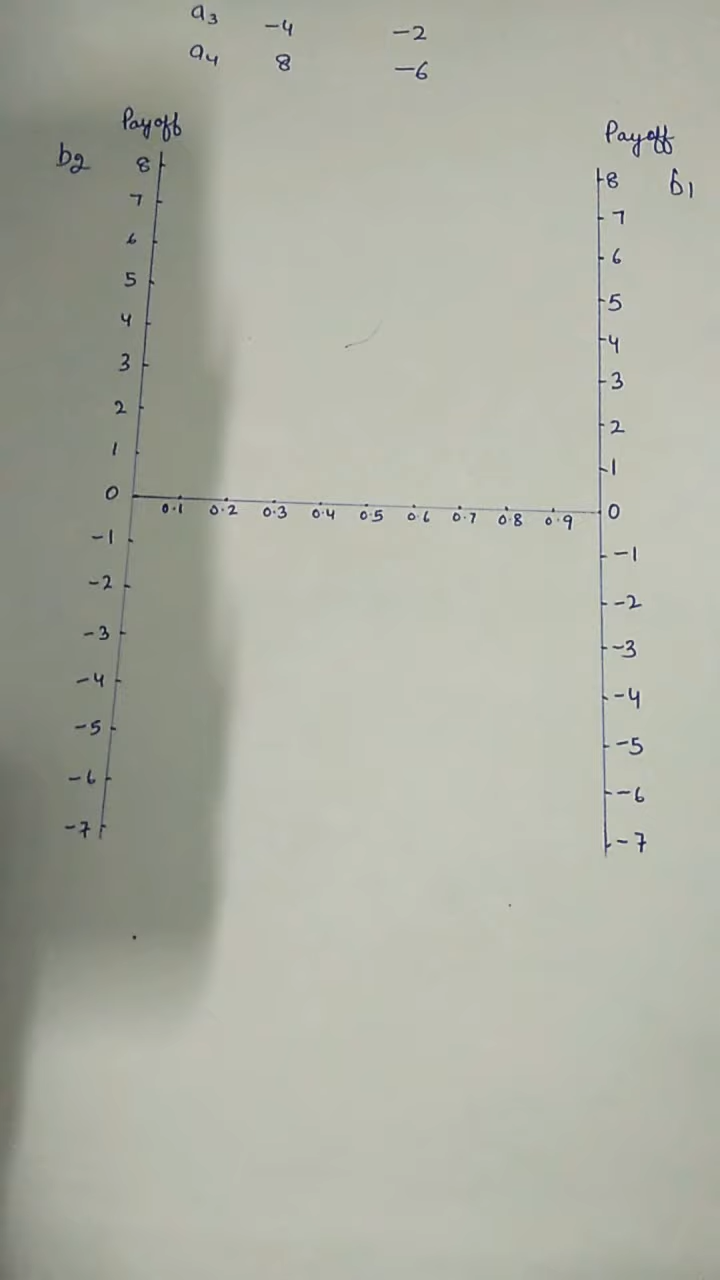 a3 -4 -2
a4 8 -6
Payoff Payoff
b2 8 8 b1
7 7
6 6
5 5
4 4
3 3
2 2
1 1
0 0.1 0.2 0.3 0.4 0.5 0.6 0.7 0.8 0.9 0
-1 -1
-2 -2
-3 -3
-4 -4
-5 -5
-6 -6
-7 -7